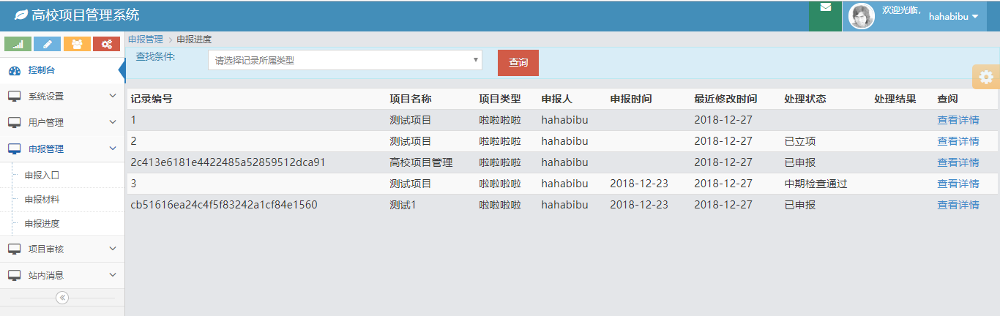 高校项目管理系统
欢迎光临，
hahabibu
申报管理 > 申报进度
查找条件:
请选择记录所属类型
查询
控制台
系统设置
用户管理
申报管理
申报入口
申报材料
申报进度
项目审核
站内消息
记录编号 项目名称 项目类型 申报人 申报时间 最近修改时间 处理状态 处理结果 查阅
1 测试项目 啦啦啦啦 hahabibu 2018-12-27 查看详情
2 测试项目 啦啦啦啦 hahabibu 2018-12-27 已立项 查看详情
2c413e6181e4422485a52859512dca91 高校项目管理 啦啦啦啦 hahabibu 2018-12-27 已申报 查看详情
3 测试项目 啦啦啦啦 hahabibu 2018-12-23 2018-12-27 中期检查通过 查看详情
cb51616ea24c4f5f83242a1cf84e1560 测试1 啦啦啦啦 hahabibu 2018-12-23 2018-12-27 已申报 查看详情